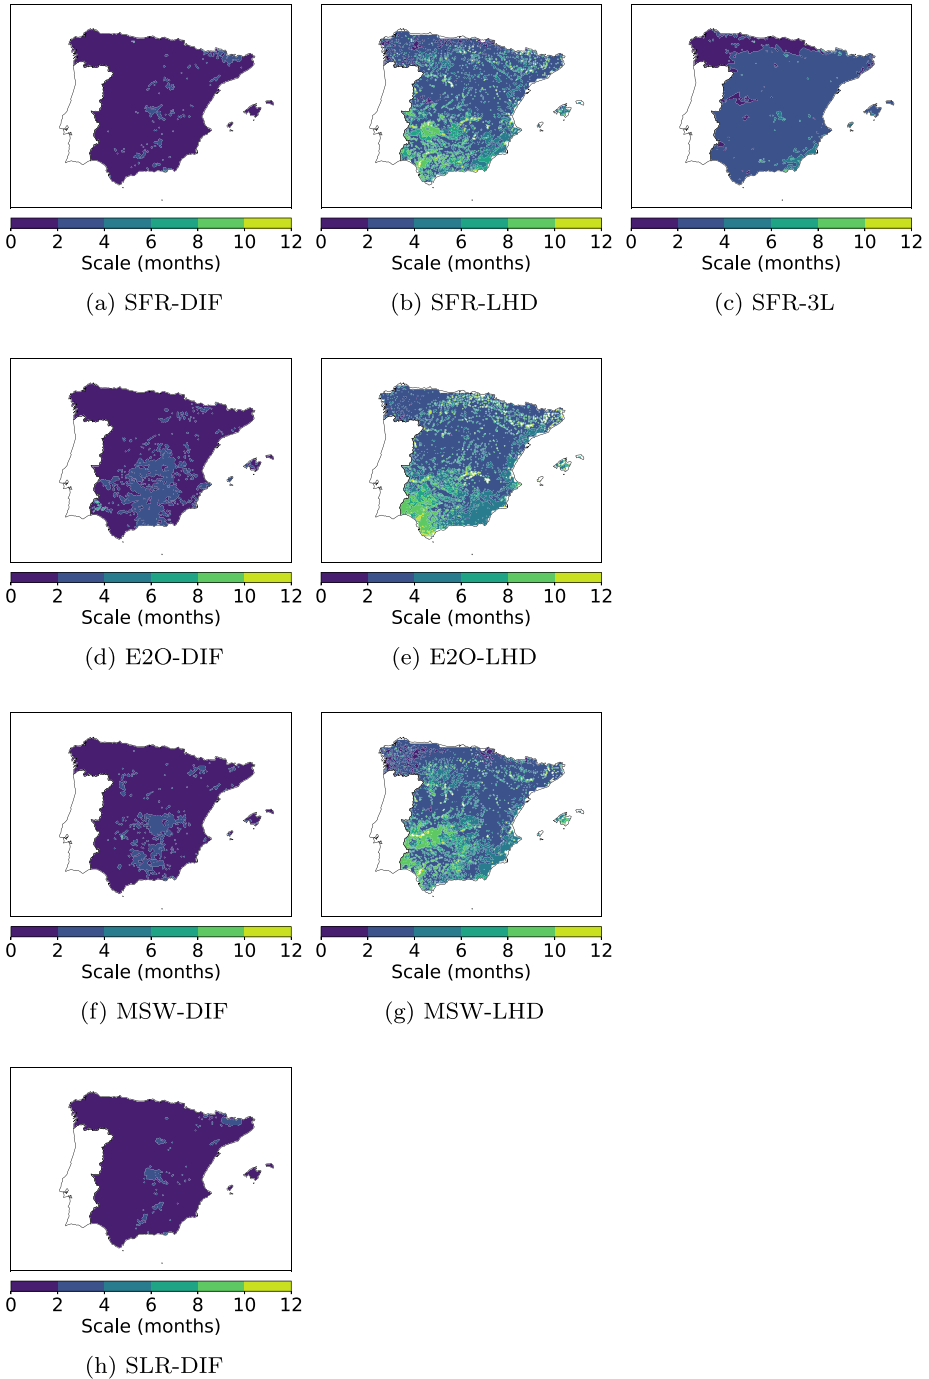 0 2 4 6 8 10 12 0 2 4 6 8 10 12 0 2 4 6 8 10 12
Scale (months) Scale (months) Scale (months)
(a) SFR-DIF (b) SFR-LHD (c) SFR-3L
0 2 4 6 8 10 12 0 2 4 6 8 10 12
Scale (months) Scale (months)
(d) E2O-DIF (e) E2O-LHD
0 2 4 6 8 10 12 0 2 4 6 8 10 12
Scale (months) Scale (months)
(f) MSW-DIF (g) MSW-LHD
0 2 4 6 8 10 12
Scale (months)
(h) SLR-DIF